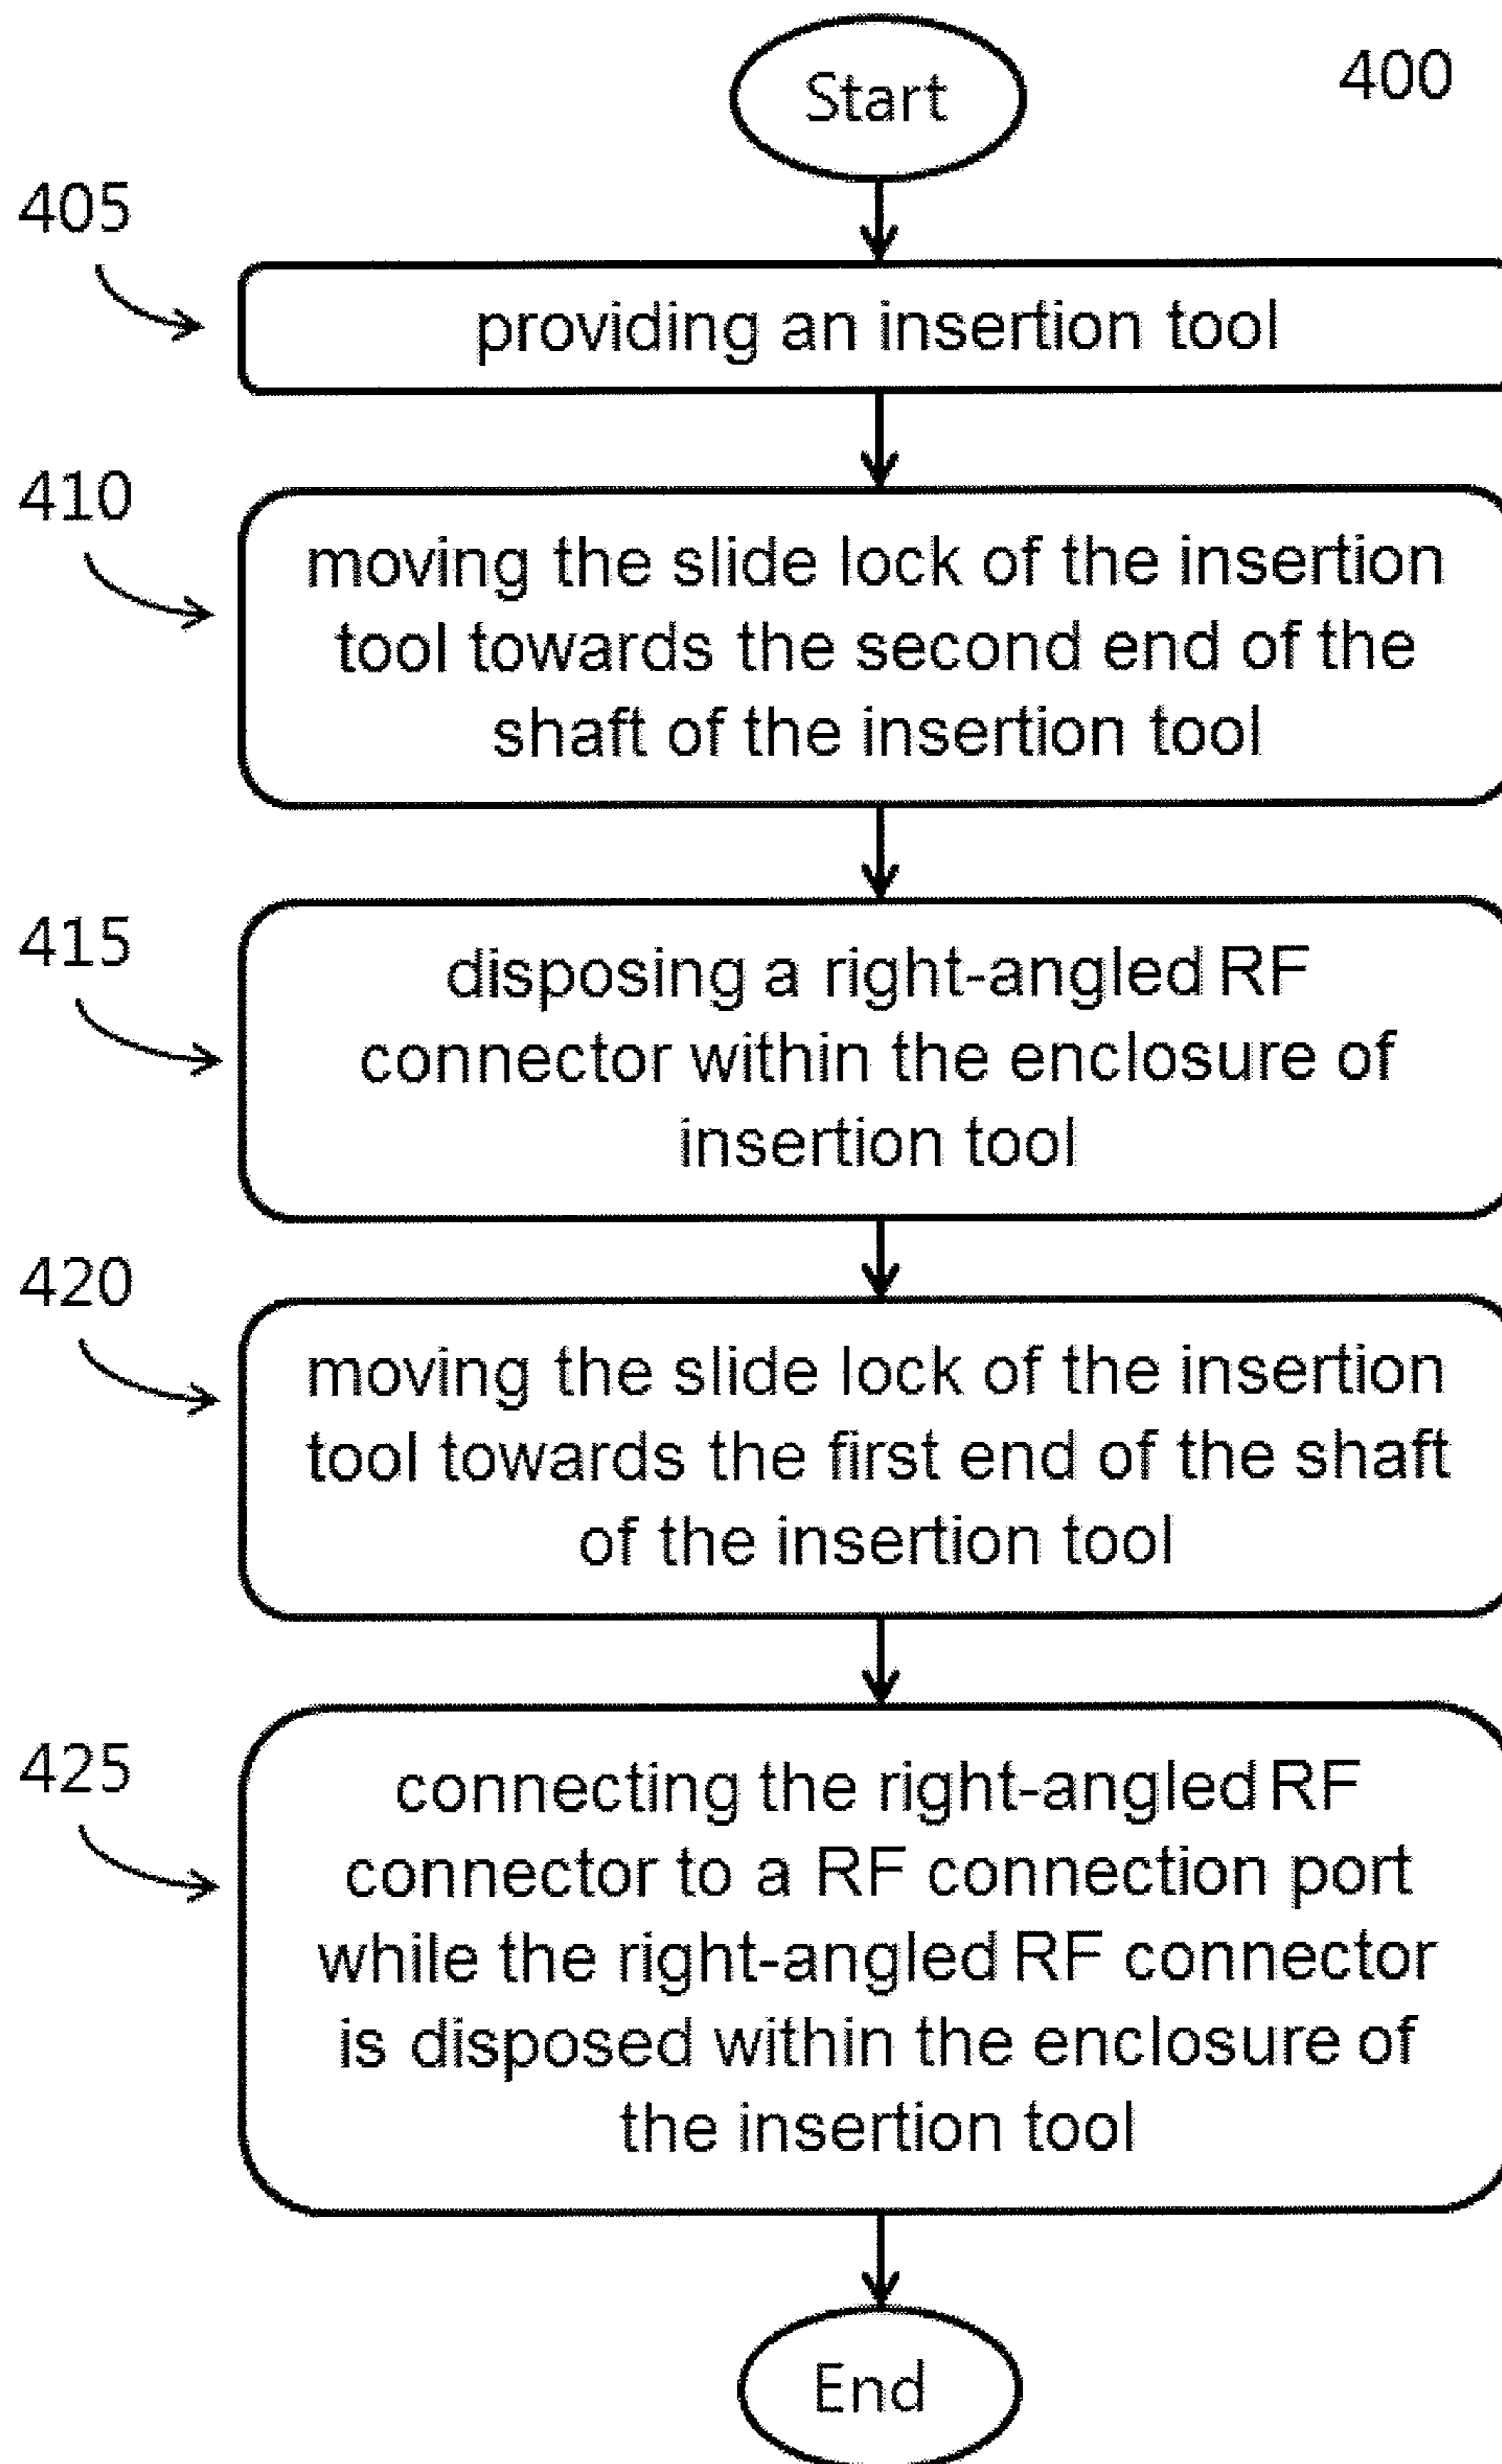 Start
400
405
providing an insertion tool
410
moving the slide lock of the insertion
tool towards the second end of the
shaft of the insertion tool
415
disposing a right-angled RF
connector within the enclosure of
insertion tool
420
moving the slide lock of the insertion
tool towards the first end of the shaft
of the insertion tool
425
connecting the right-angled RF
connector to a RF connection port
while the right-angled RF connector
is disposed within the enclosure of
the insertion tool
End